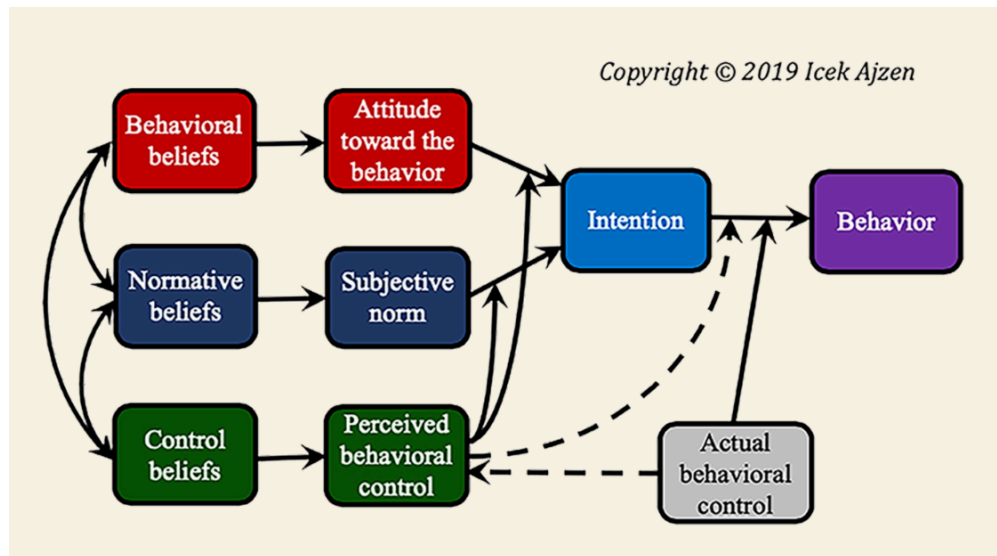 Copyright © 2019 Icek Ajzen
Behavioral
beliefs
Attitude
toward the
behavior
Intention
Behavior
Normative
beliefs
Subjective
norm
Control
beliefs
Perceived
behavioral
control
Actual
behavioral
control